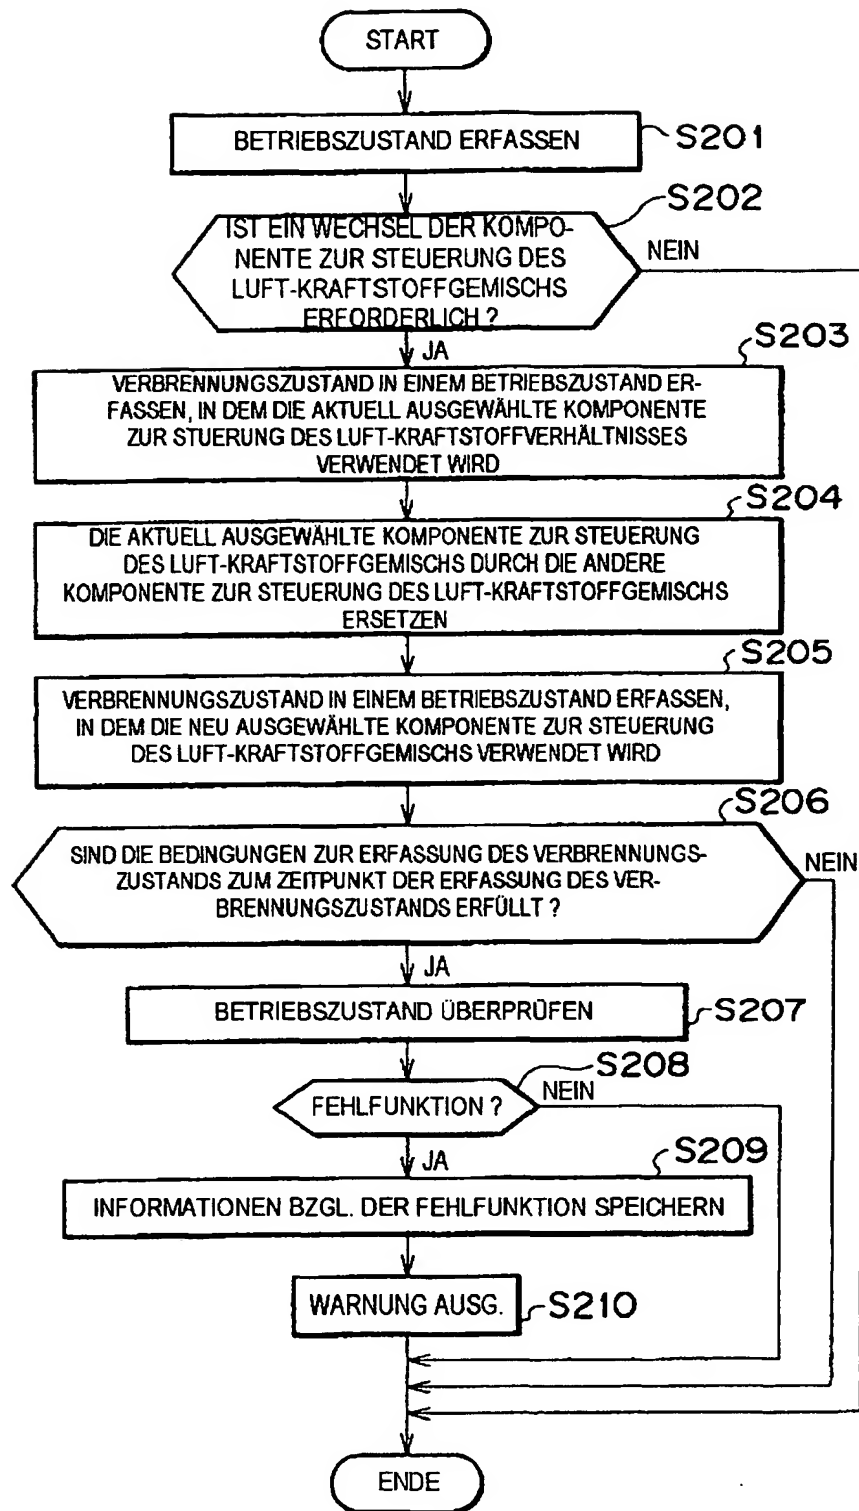 START
BETRIEBSZUSTAND ERFASSEN
S201
S202
IST EIN WECHSEL DER KOMPO-
NENTE ZUR STEUERUNG DES
LUFT-KRAFTSTOFFGEMISCHS
ERFORDERLICH ?
NEIN
JA
S203
VERBRENNUNGSZUSTAND IN EINEM BETRIEBSZUSTAND ER-
FASSEN, IN DEM DIE AKTUELL AUSGEWÄHLTE KOMPONENTE
ZUR STUERUNG DES LUFT-KRAFTSTOFFVERHÄLTNISSES
VERWENDET WIRD
S204
DIE AKTUELL AUSGEWÄHLTE KOMPONENTE ZUR STEUERUNG
DES LUFT-KRAFTSTOFFGEMISCHS DURCH DIE ANDERE
KOMPONENTE ZUR STEUERUNG DES LUFT-KRAFTSTOFFGEMISCHS
ERSETZEN
S205
VERBRENNUNGSZUSTAND IN EINEM BETRIEBSZUSTAND ERFASSEN,
IN DEM DIE NEU AUSGEWÄHLTE KOMPONENTE ZUR STEUERUNG
DES LUFT-KRAFTSTOFFGEMISCHS VERWENDET WIRD
S206
SIND DIE BEDINGUNGEN ZUR ERFASSUNG DES VERBRENNUNGS-
ZUSTANDS ZUM ZEITPUNKT DER ERFASSUNG DES VER-
BRENNUNGSZUSTANDS ERFÜLLT ?
NEIN
JA
BETRIEBSZUSTAND ÜBERPRÜFEN
S207
S208
FEHLFUNKTION ?
NEIN
JA
S209
INFORMATIONEN BZGL. DER FEHLFUNKTION SPEICHERN
WARNUNG AUSG.
S210
ENDE